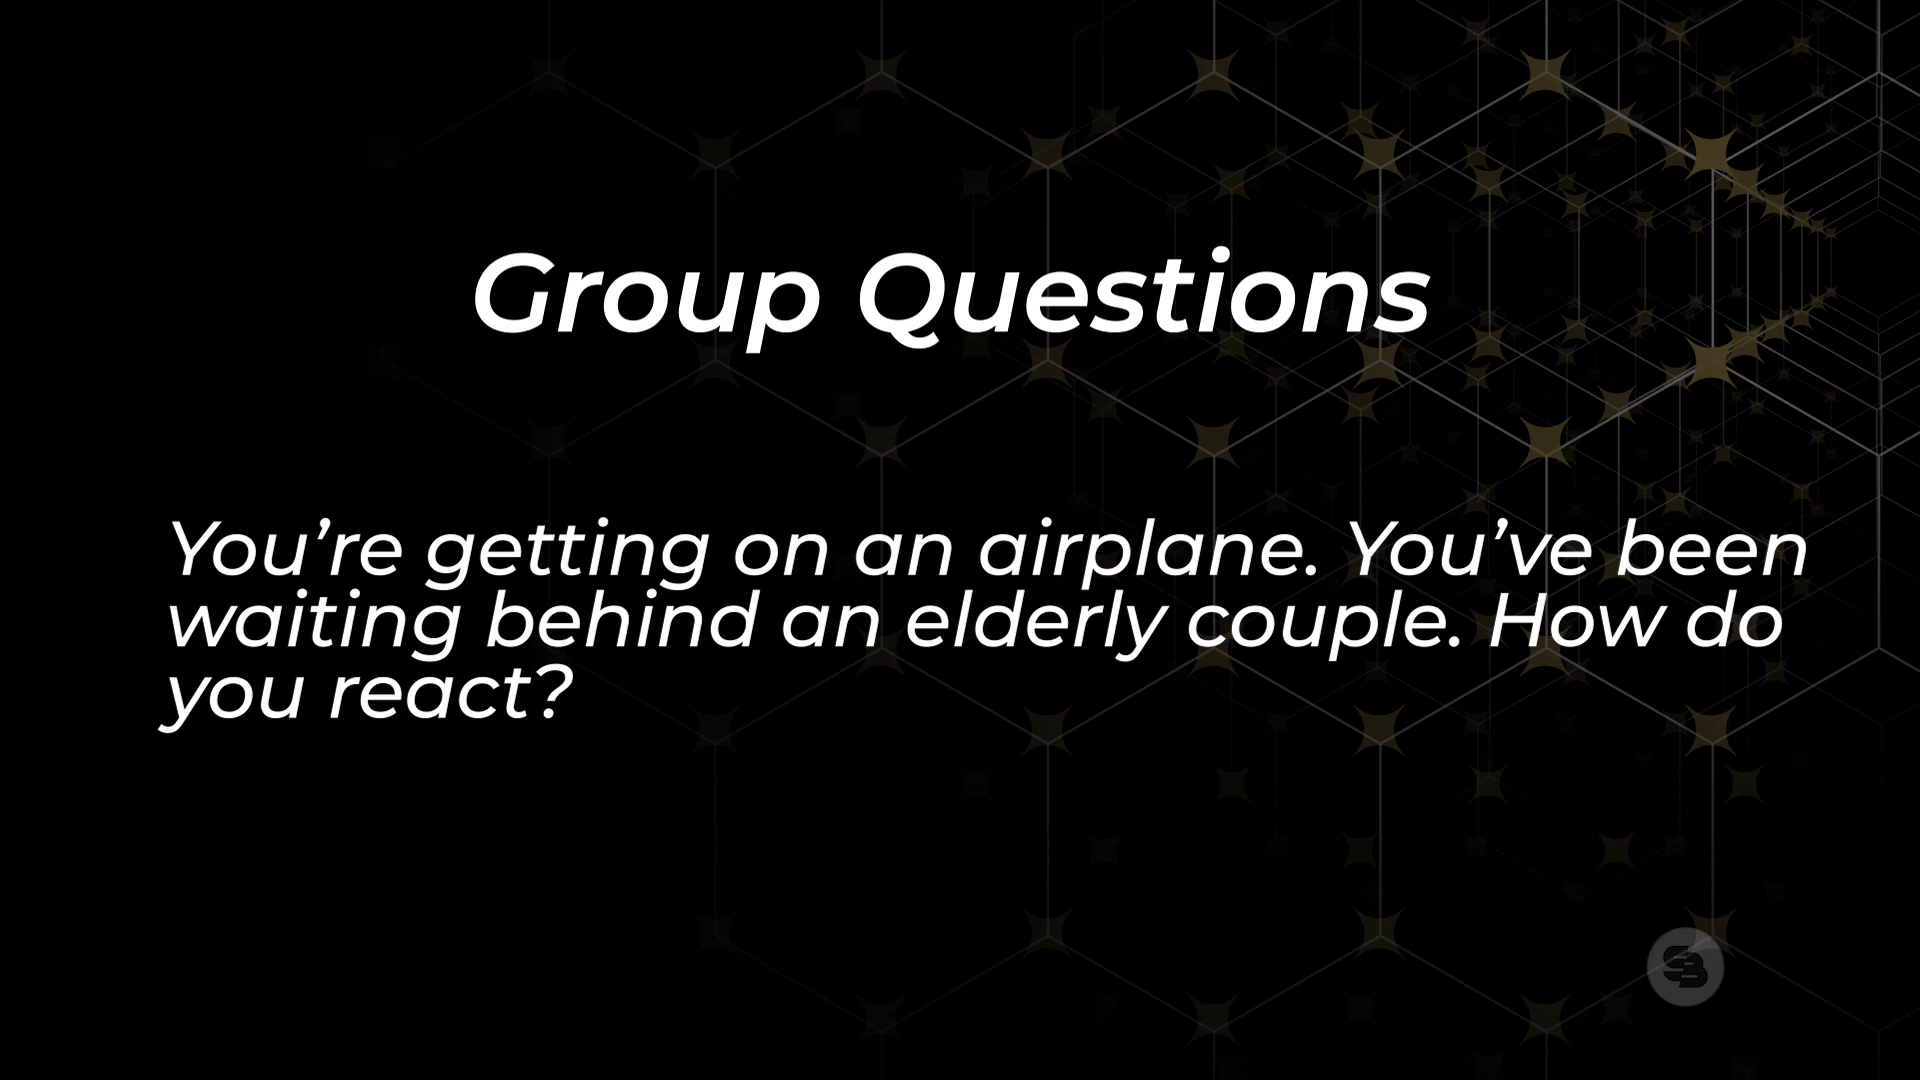 Group Questions
You’re getting on an airplane. You’ve been
waiting behind an elderly couple. How do
you react?
SB